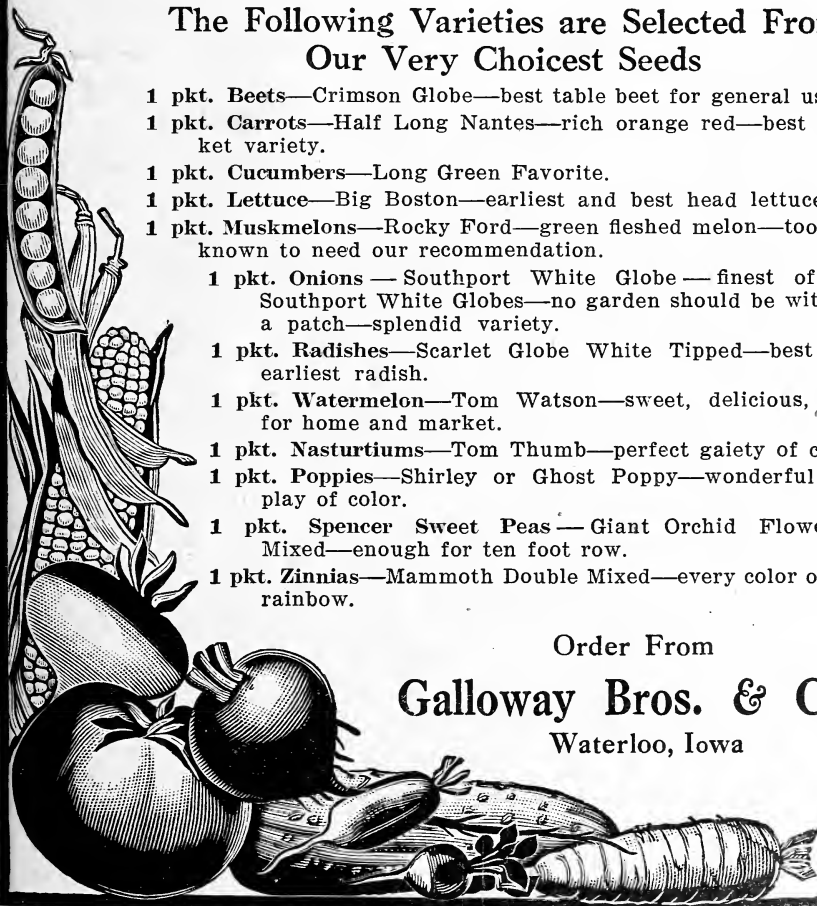 The Following Varieties are Selected
Our Very Choicest Seeds
1 pkt. Beets—Crimson Globe—best table beet for general
1 pkt. Carrots—Half Long Nantes—rich orange red—best
ket variety.
1 pkt. Cucumbers—Long Green Favorite.
1 pkt. Lettuce—Big Boston—earliest and best head lettuce
1 pkt. Muskmelons—Rocky Ford—green fleshed melon—too
known to need our recommendation.
1 pkt. Onions — Southport White Globe — finest of
Southport White Globes—no garden should be
a patch—splendid variety.
1 pkt. Radishes—Scarlet Globe White Tipped—best
earliest radish.
1 pkt. Watermelon—Tom Watson—sweet, delicious,
for home and market.
1 pkt. Nasturtiums—Tom Thumb—perfect gaiety of
1 pkt. Poppies—Shirley or Ghost Poppy—wonderful
play of color.
1 pkt. Spencer Sweet Peas — Giant Orchid
Mixed—enough for ten foot row.
1 pkt. Zinnias—Mammoth Double Mixed—every color
rainbow.
Order From
Galloway Bros. &
Waterloo, Iowa